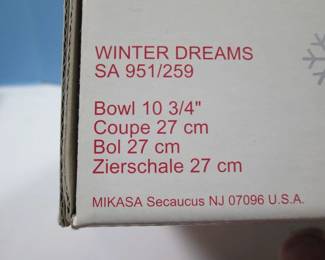 WINTER DREAMS
SA 951/259
Bowl 10 3/4"
Coupe 27 cm
Bol 27 cm
Zierschale 27 cm
MIKASA Secaucus NJ 07096 U.S.A.